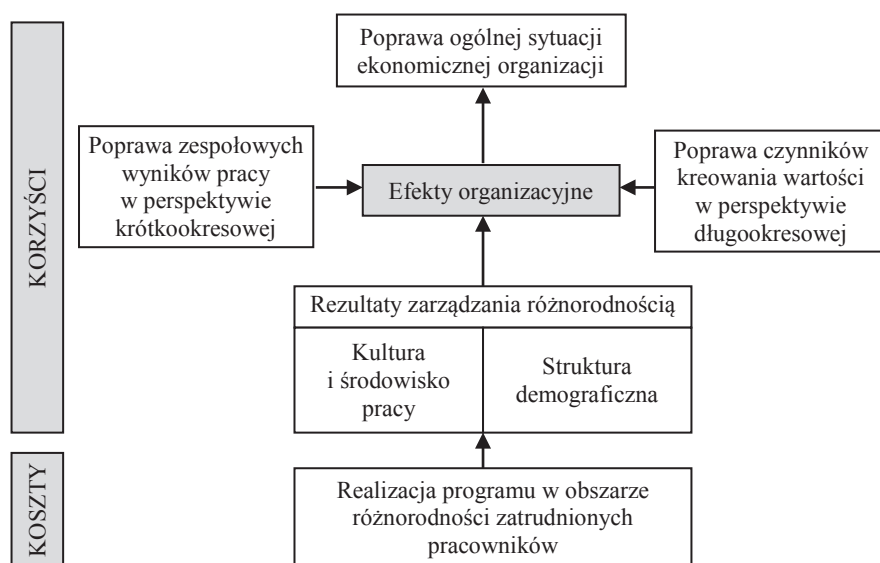 Poprawa ogólnej sytuacji
ekonomicznej organizacji
KORZYŚCI
Poprawa zespołowych
wyników pracy
w perspektywie
krótkookresowej
Efekty organizacyjne
Poprawa czynników
kreowania wartości
w perspektywie
długookresowej
Rezultaty zarządzania różnorodnością
Kultura
i środowisko
pracy
Struktura
demograficzna
KOSZTY
Realizacja programu w obszarze
różnorodności zatrudnionych
pracowników